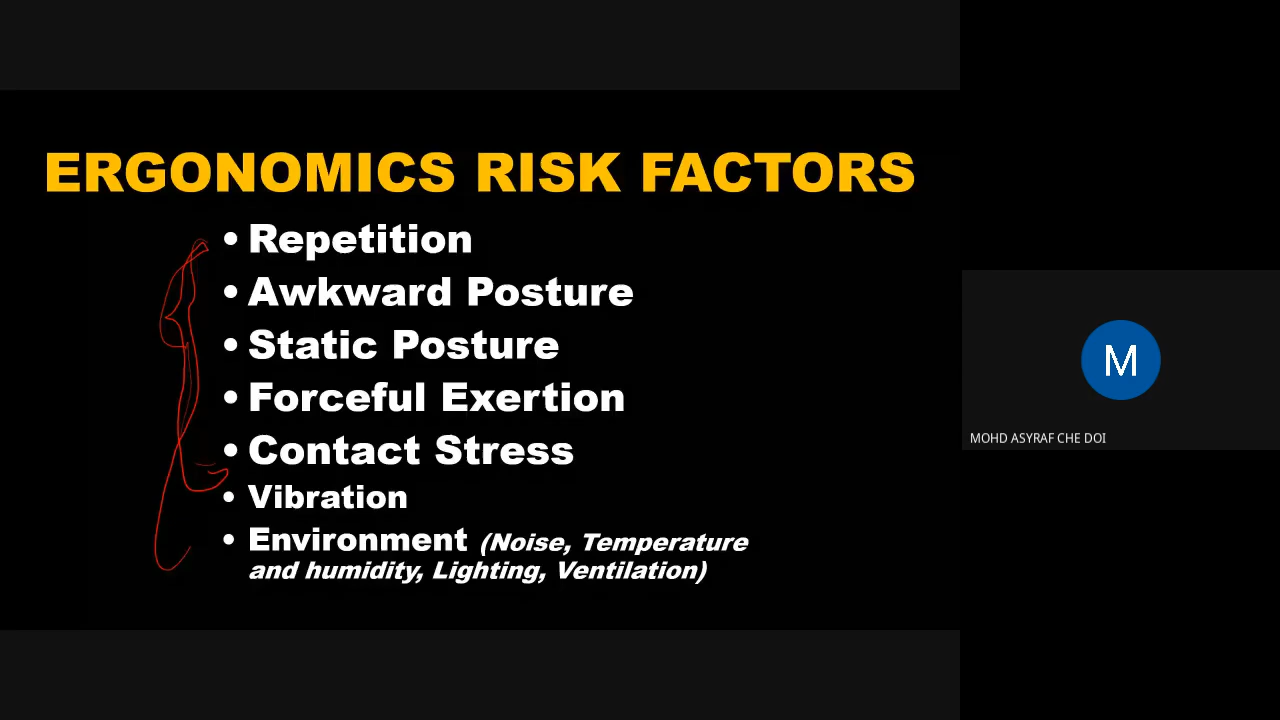 ERGONOMICS RISK FACTORS
• Repetition
• Awkward Posture
• Static Posture
• Forceful Exertion
• Contact Stress
• Vibration
• Environment (Noise, Temperature
and humidity, Lighting, Ventilation)
M
MOHD ASYRAF CHE DOI